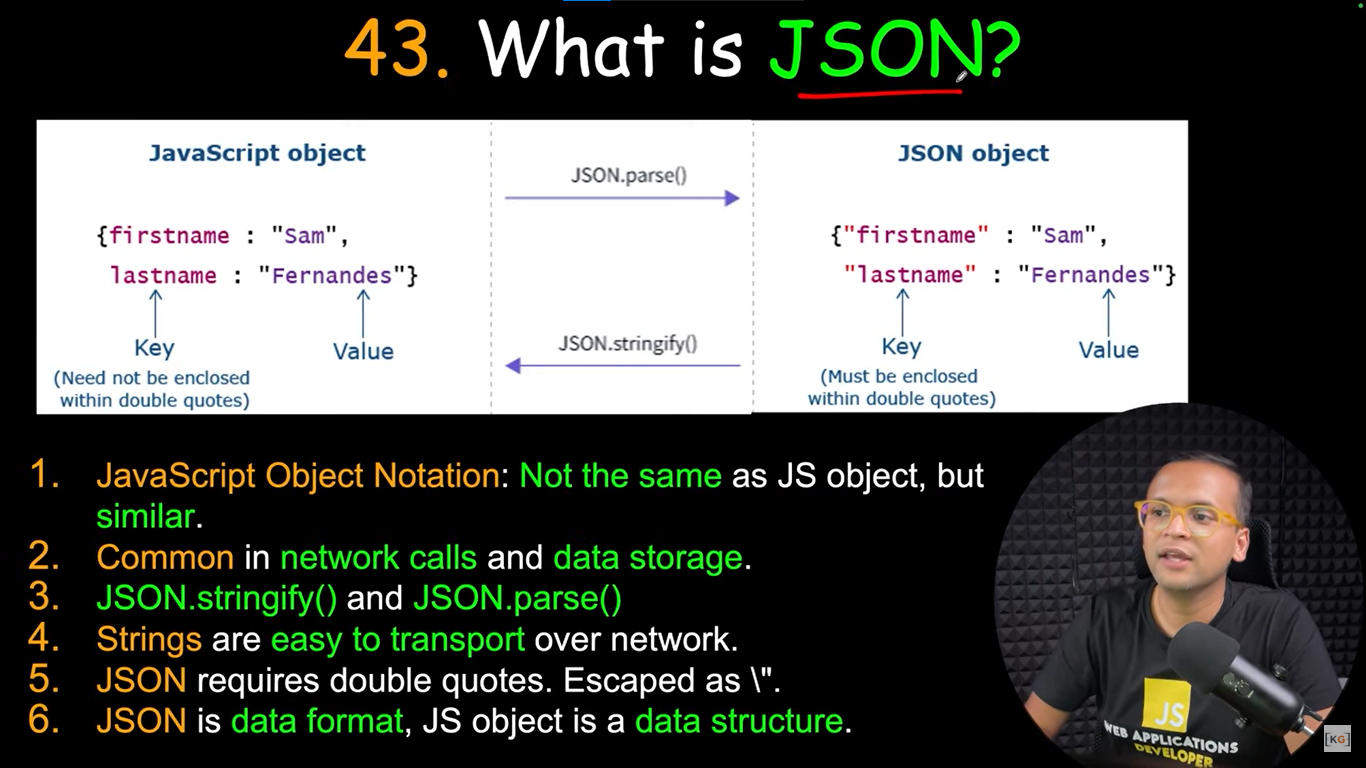 43. What is JSON?
JavaScript object
JSON.parse()
JSON object
{firstname : "Sam",
lastname : "Fernandes"}
{"firstname" : "Sam",
"lastname" : "Fernandes"}
JSON.stringify()
Key
Value
Key
Value
(Need not be enclosed
within double quotes)
(Must be enclosed
within double quotes)
1. JavaScript Object Notation: Not the same as JS object, but
similar.
2. Common in network calls and data storage.
3. JSON.stringify() and JSON.parse()
4. Strings are easy to transport over network.
5. JSON requires double quotes. Escaped as \".
6. JSON is data format, JS object is a data structure.
JS
WEB APPLICATIONS
DEVELOPER
[KG]